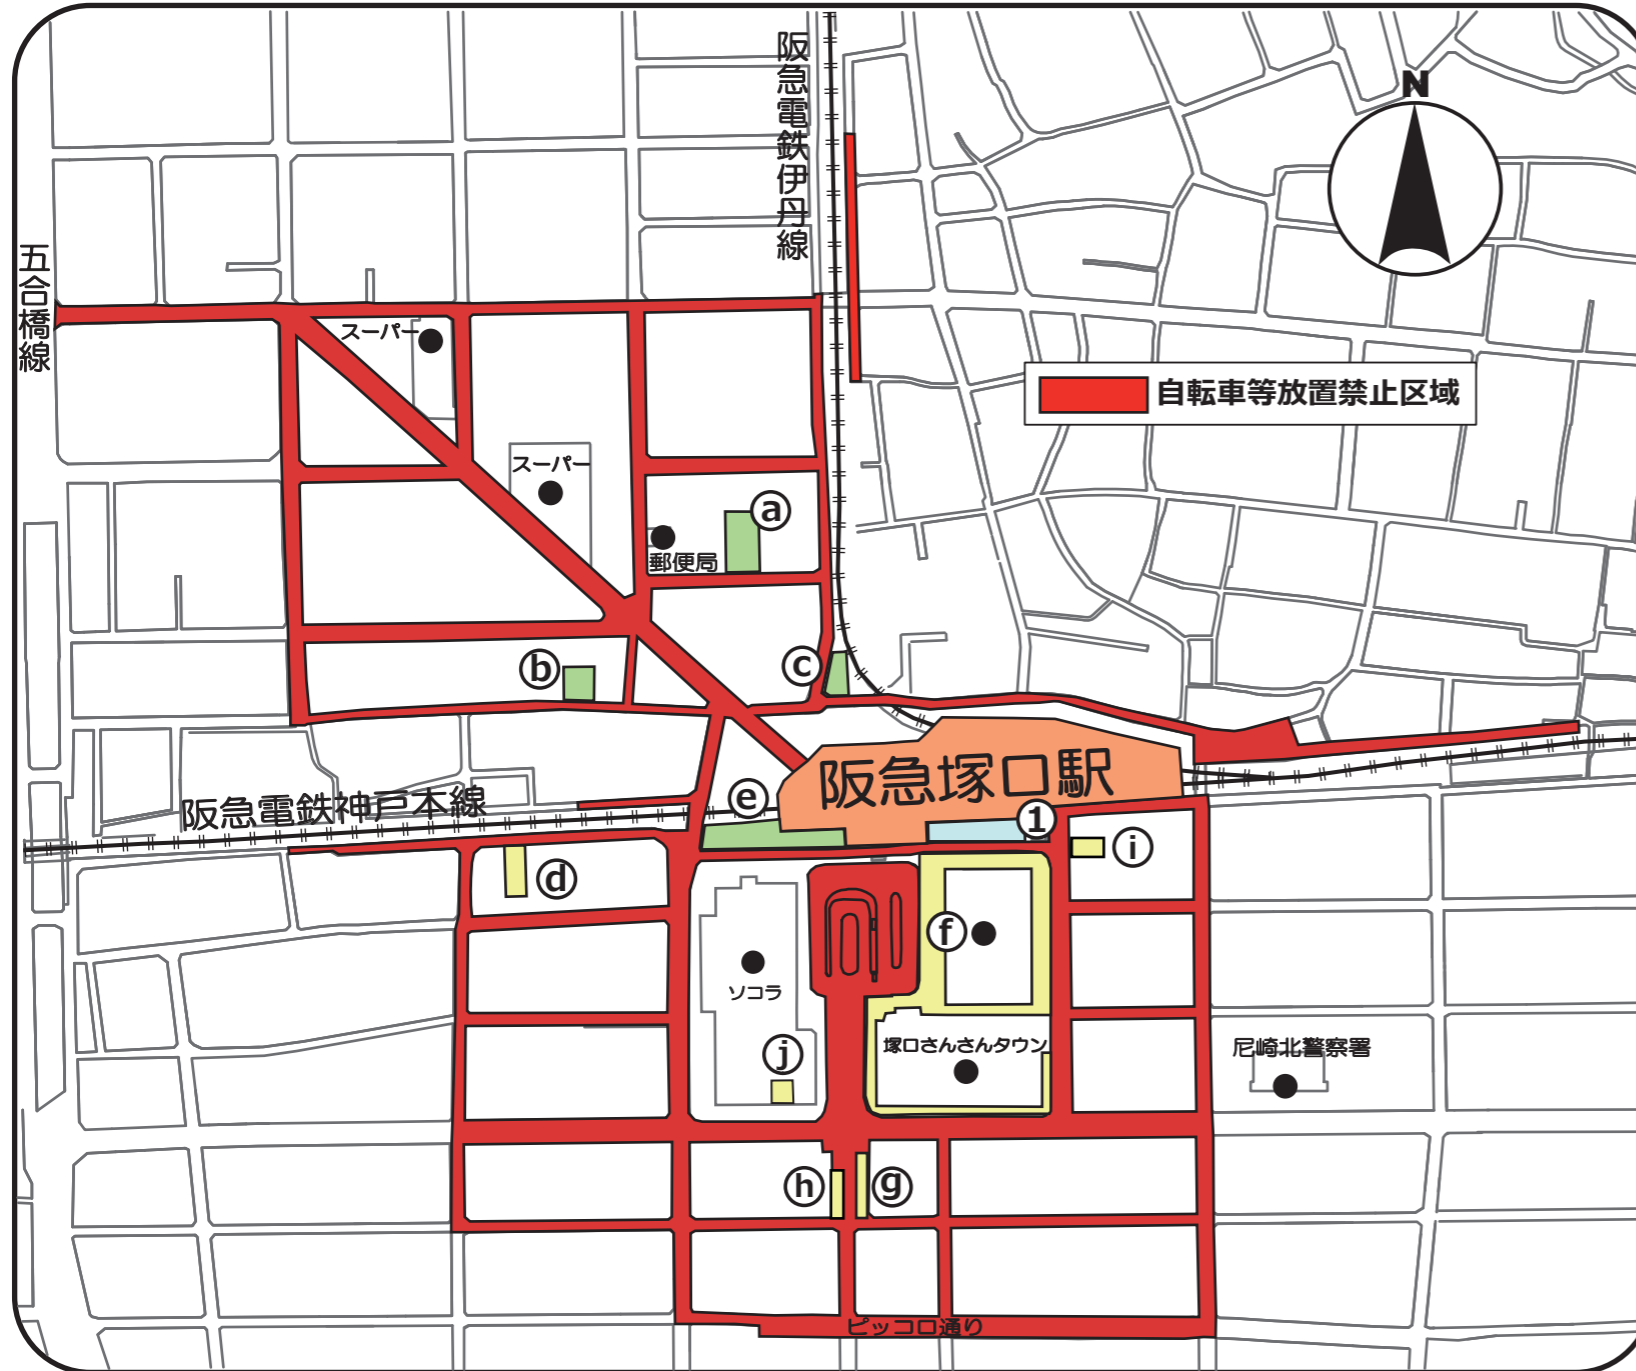 阪急電鉄伊丹線
N
五合橋線
スーパー
自転車等放置禁止区域
スーパー
ⓐ
郵便局
ⓑ
ⓒ
阪急塚口駅
阪急電鉄神戸本線
ⓔ
①
ⓘ
ⓓ
ⓕ
ソコラ
塚口さんさんタウン
尼崎北警察署
ⓙ
ⓗ
ⓖ
ピッコロ通り